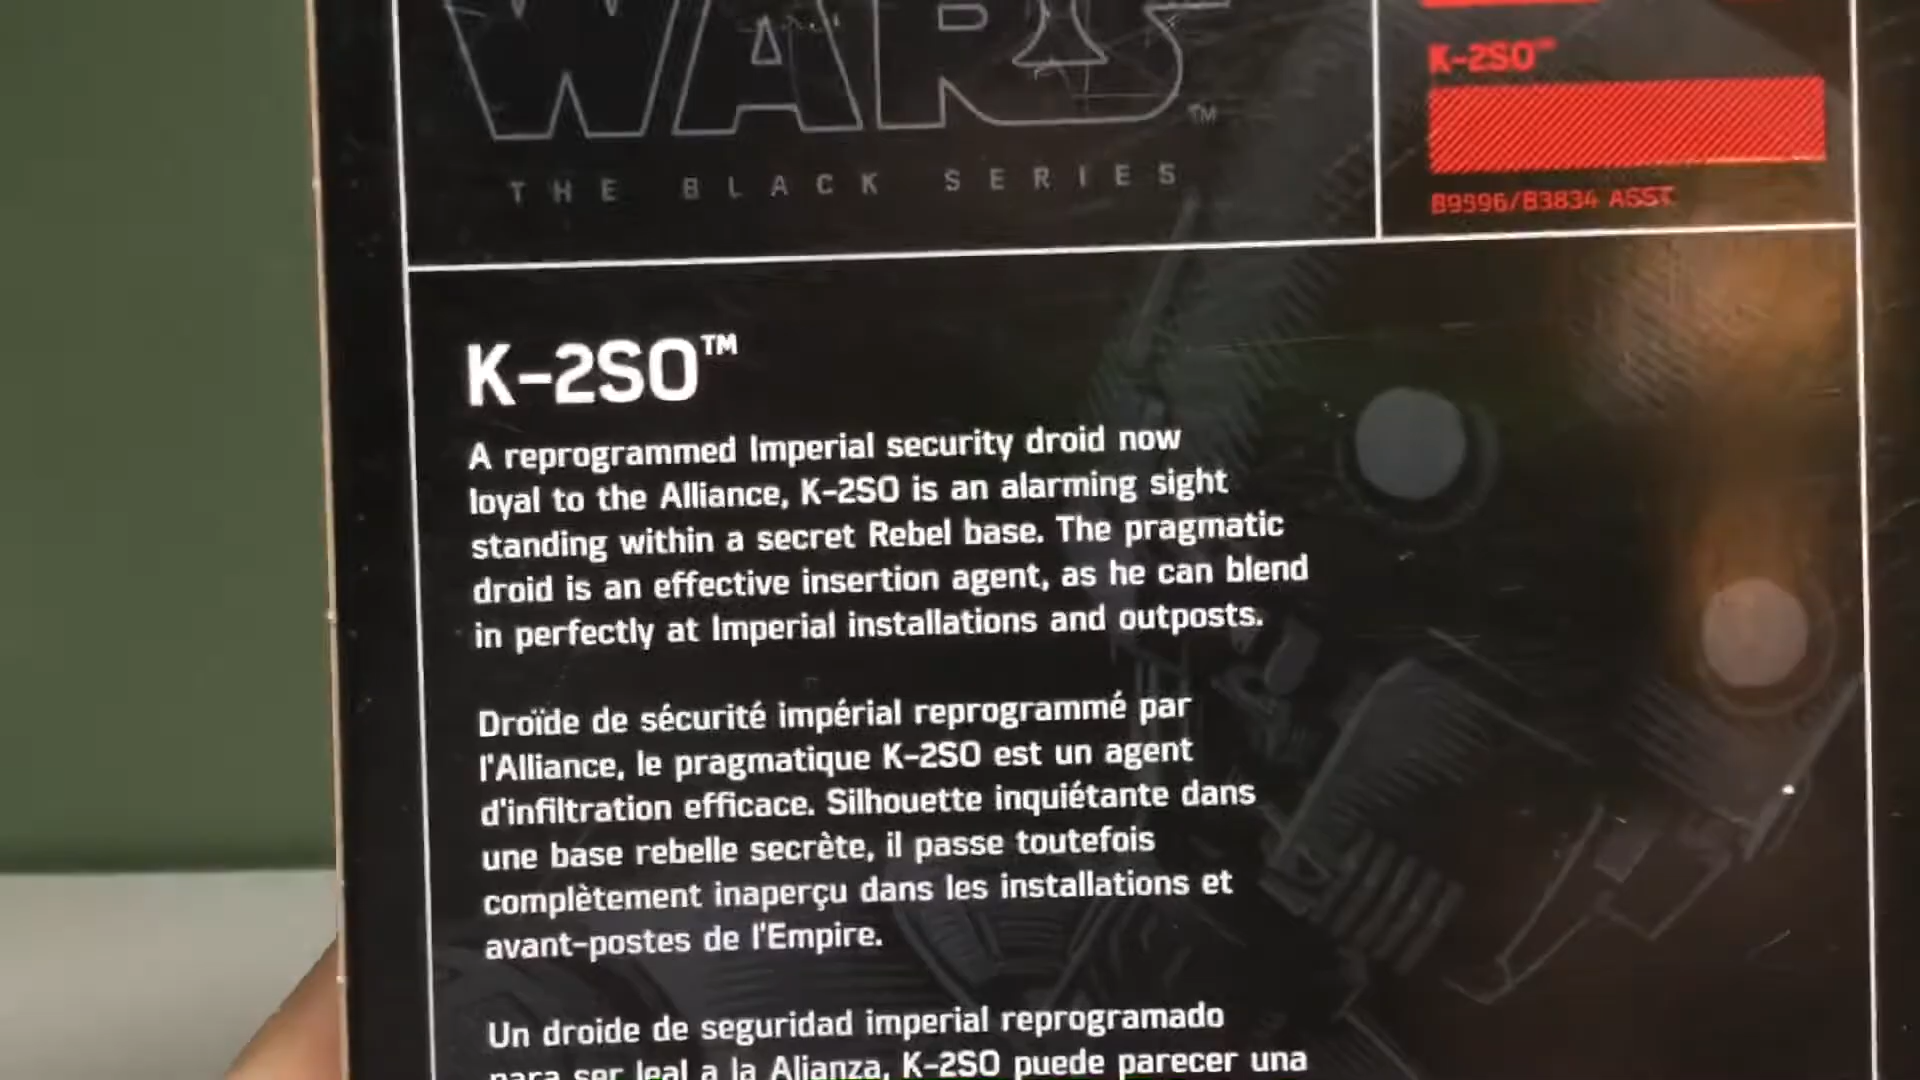 WARS™
THE BLACK SERIES
K-2SO™
B9596/B3834 ASST.
K-2SO™
A reprogrammed Imperial security droid now
loyal to the Alliance, K-2SO is an alarming sight
standing within a secret Rebel base. The pragmatic
droid is an effective insertion agent, as he can blend
in perfectly at Imperial installations and outposts.
Droïde de sécurité impérial reprogrammé par
l'Alliance, le pragmatique K-2SO est un agent
d'infiltration efficace. Silhouette inquiétante dans
une base rebelle secrète, il passe toutefois
complètement inaperçu dans les installations et
avant-postes de l'Empire.
Un droide de seguridad imperial reprogramado
para ser leal a la Alianza, K-2SO puede parecer una